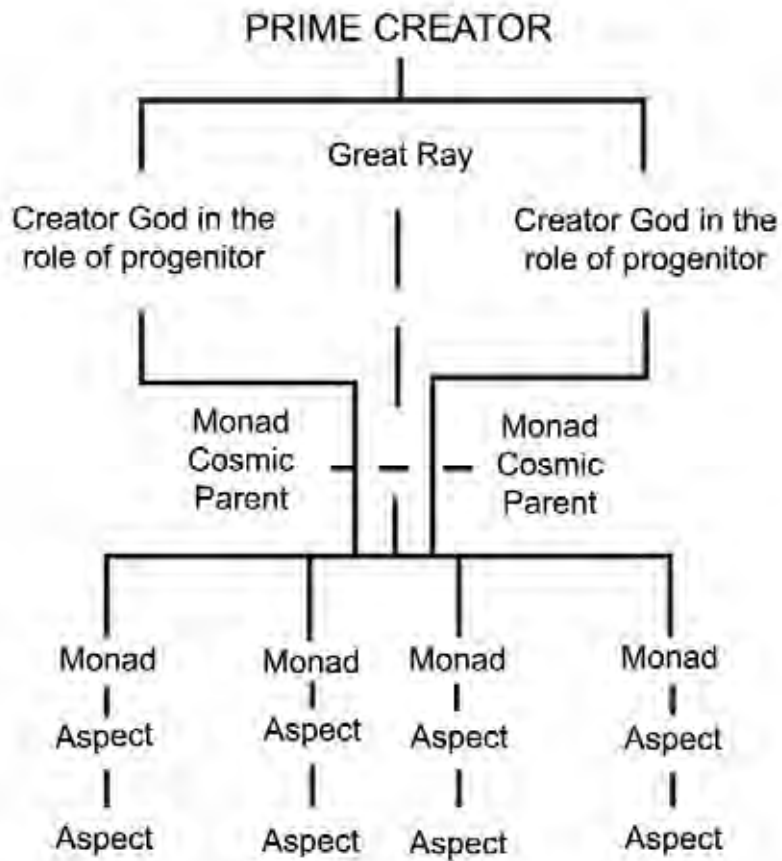 PRIME CREATOR
Great Ray
Creator God in the
role of progenitor
Creator God in the
role of progenitor
Monad
Cosmic
Parent
Monad
Cosmic
Parent
Monad
Monad
Monad
Monad
Aspect
Aspect
Aspect
Aspect
Aspect
Aspect
Aspect
Aspect